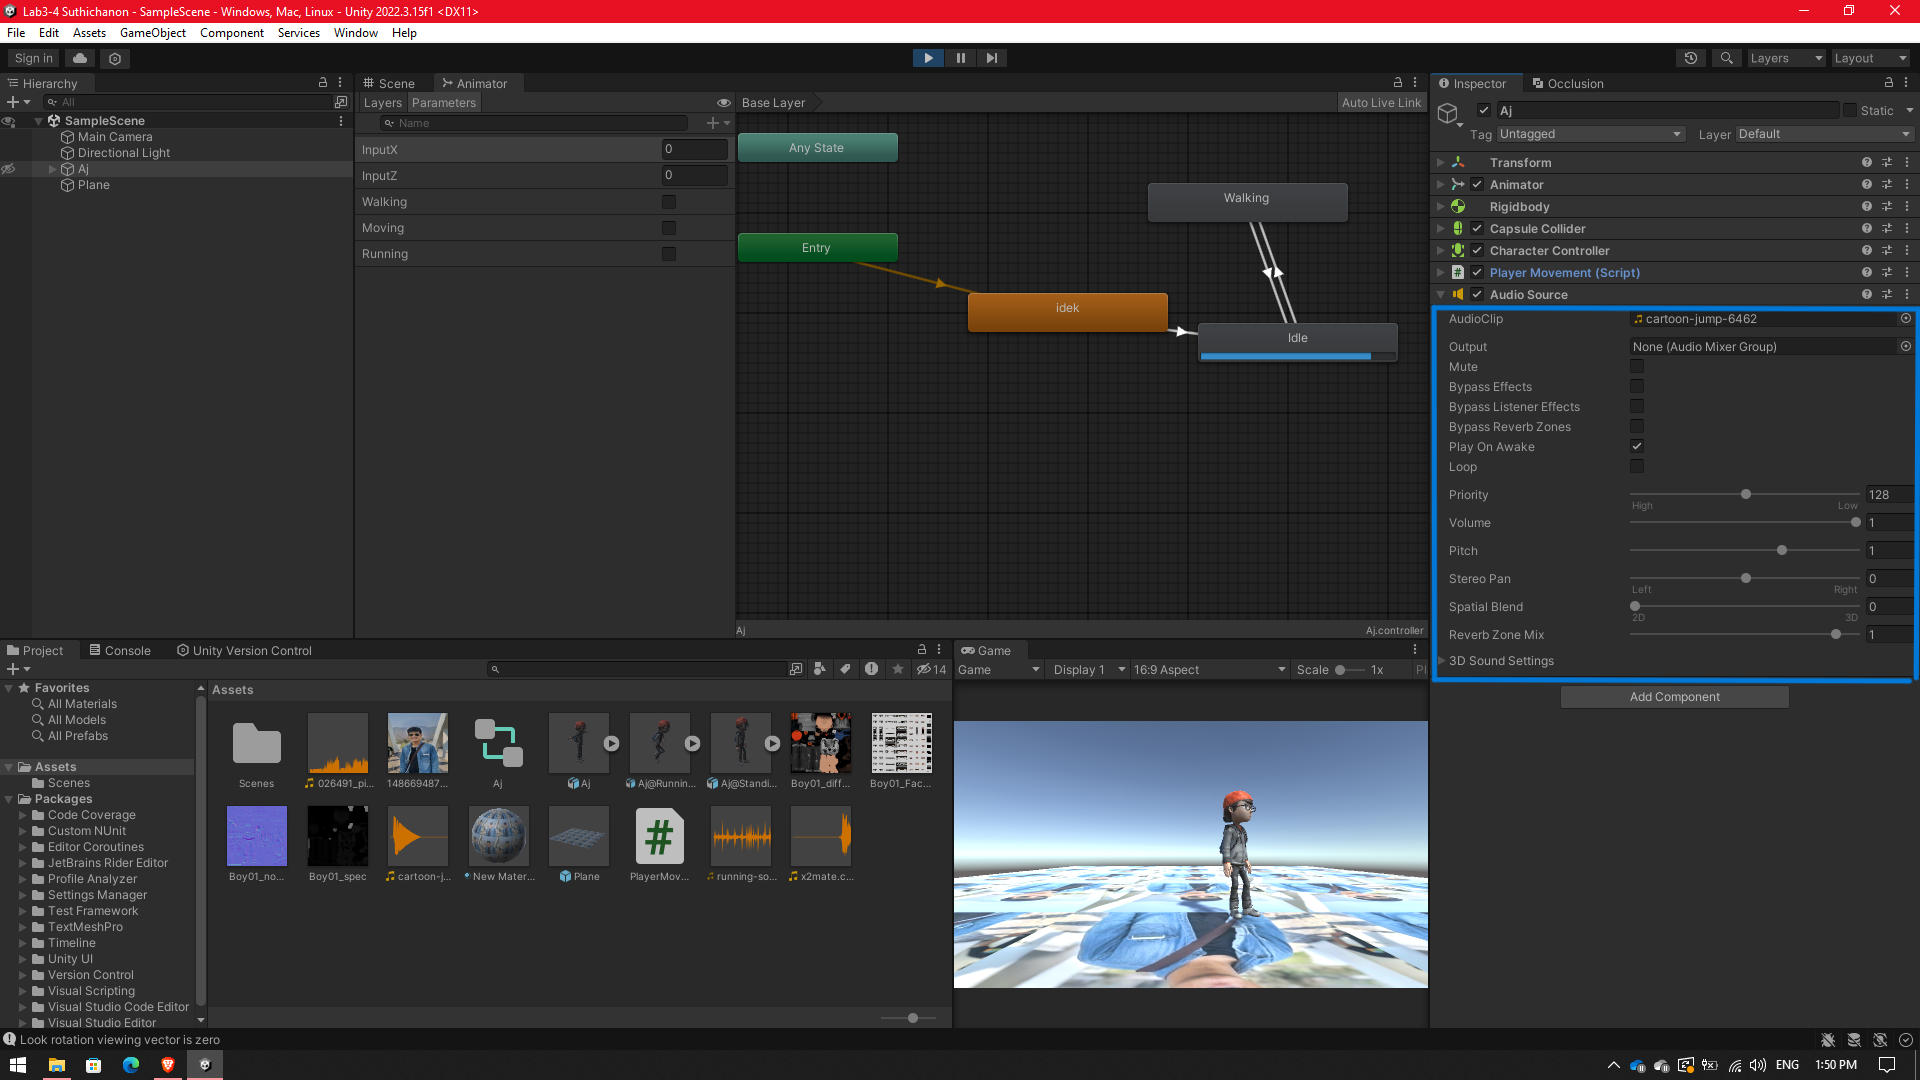 Lab3-4 Suthichanon - SampleScene - Windows, Mac, Linux - Unity 2022.3.15f1 <DX11>
File Edit Assets GameObject Component Services Window Help
Sign in
Layers
Layout
Hierarchy
All
SampleScene
Main Camera
Directional Light
Aj
Plane
Scene
Animator
Layers
Parameters
Name
InputX
0
InputZ
0
Walking
Moving
Running
Base Layer
Auto Live Link
Any State
Walking
Entry
idek
Idle
Aj
Aj.controller
Inspector
Occlusion
Aj
Static
Tag
Untagged
Layer
Default
Transform
Animator
Rigidbody
Capsule Collider
Character Controller
Player Movement (Script)
Audio Source
AudioClip
cartoon-jump-6462
Output
None (Audio Mixer Group)
Mute
Bypass Effects
Bypass Listener Effects
Bypass Reverb Zones
Play On Awake
Loop
Priority
128
High
Low
Volume
1
Pitch
1
Stereo Pan
0
Left
Right
Spatial Blend
0
2D
3D
Reverb Zone Mix
1
3D Sound Settings
Add Component
Project
Console
Unity Version Control
14
Favorites
All Materials
All Models
All Prefabs
Assets
Scenes
Packages
Code Coverage
Custom NUnit
Editor Coroutines
JetBrains Rider Editor
Profile Analyzer
Settings Manager
Test Framework
TextMeshPro
Timeline
Unity UI
Version Control
Visual Scripting
Visual Studio Code Editor
Visual Studio Editor
Assets
Scenes
026491_pi...
148669487...
Aj
Aj
Aj@Runnin...
Aj@Standi...
Boy01_diff...
Boy01_Fac...
Boy01_no...
Boy01_spec
cartoon-j...
New Mater...
Plane
PlayerMov...
running-so...
x2mate.c...
Game
Game
Display 1
16:9 Aspect
Scale
1x
Pl
Look rotation viewing vector is zero
ENG
1:50 PM